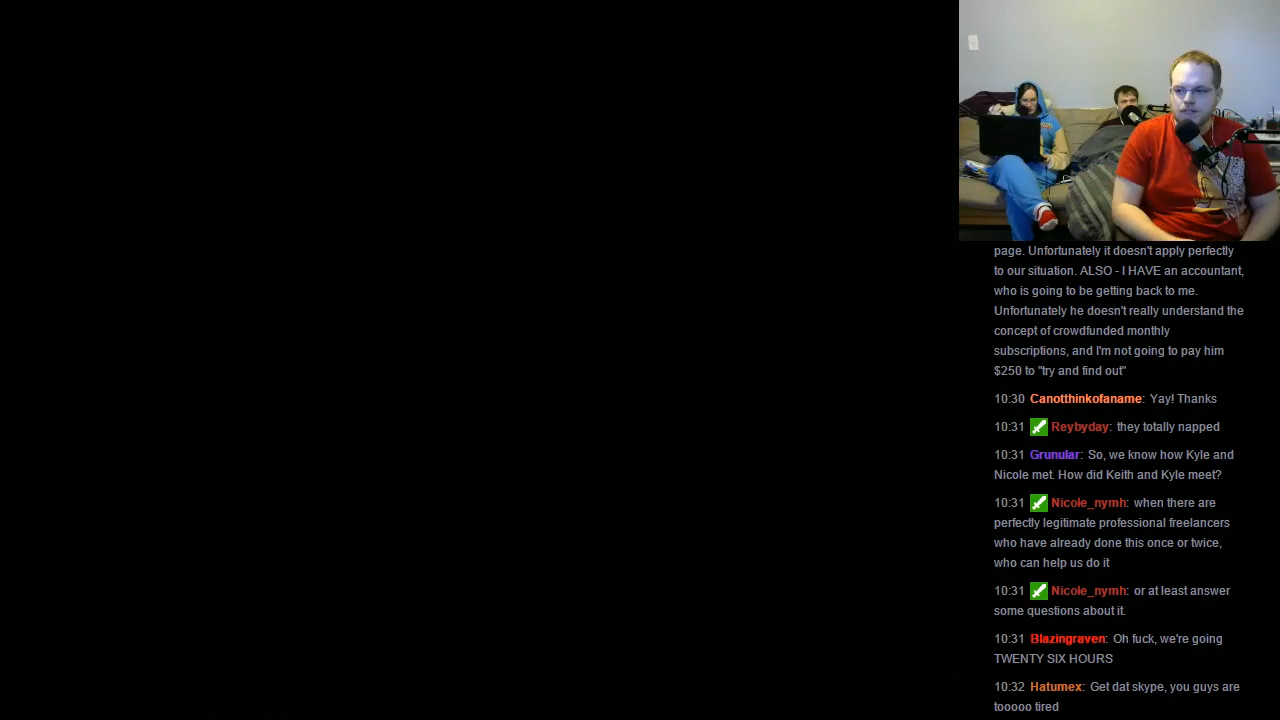 page. Unfortunately it doesn't apply perfectly
to our situation. ALSO - I HAVE an accountant,
who is going to be getting back to me.
Unfortunately he doesn't really understand the
concept of crowdfunded monthly
subscriptions, and I'm not going to pay him
$250 to "try and find out"
10:30 Canotthinkofaname: Yay! Thanks
10:31 Reybyday: they totally napped
10:31 Grunular: So, we know how Kyle and
Nicole met. How did Keith and Kyle meet?
10:31 Nicole_nymh: when there are
perfectly legitimate professional freelancers
who have already done this once or twice,
who can help us do it
10:31 Nicole_nymh: or at least answer
some questions about it.
10:31 Blazingraven: Oh fuck, we're going
TWENTY SIX HOURS
10:32 Hatumex: Get dat skype, you guys are
tooooo tired